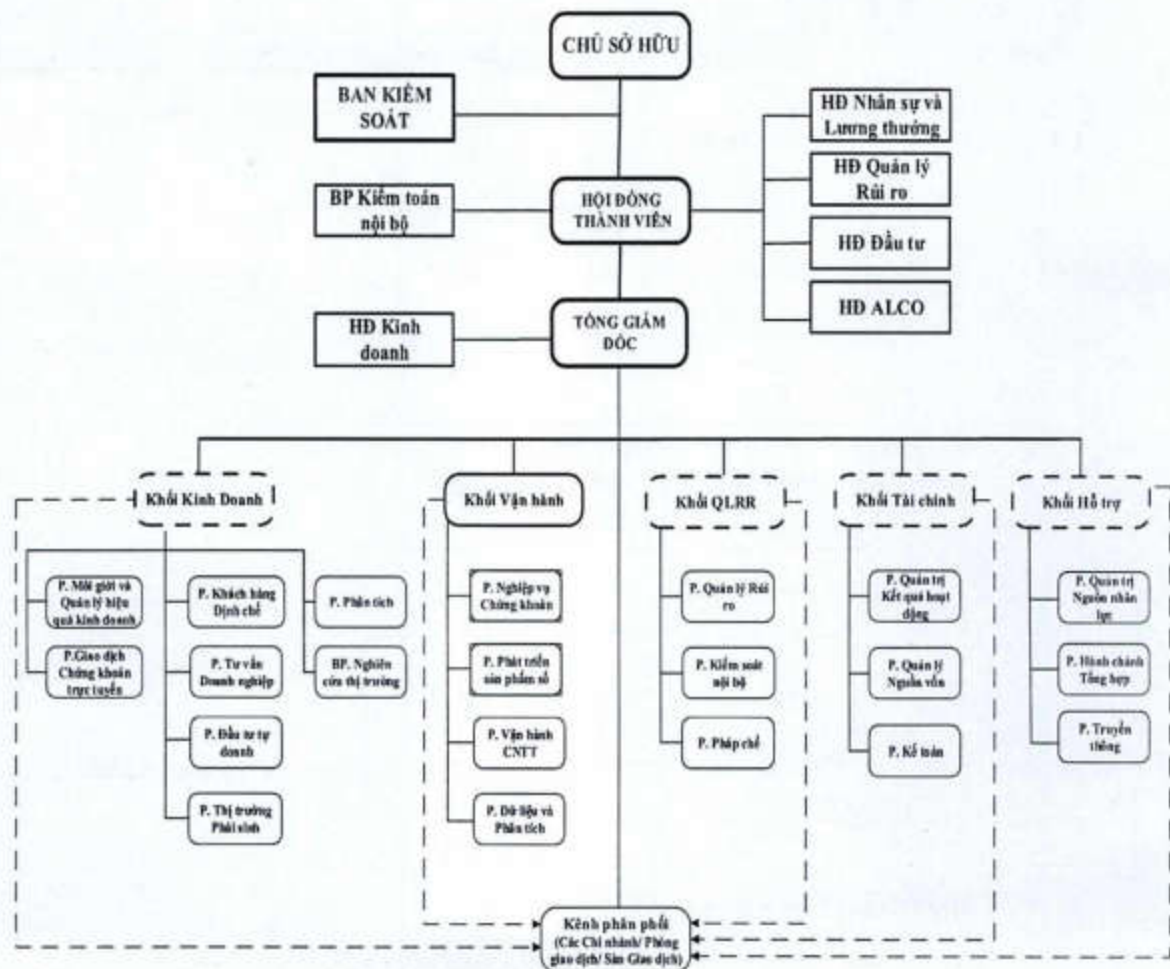 CHỦ SỞ HỮU
BAN KIỂM
SOÁT
HĐ Nhân sự và
Lương thưởng
HĐ Quản lý
Rủi ro
BP Kiểm toán
nội bộ
HỘI ĐỒNG
THÀNH VIÊN
HĐ Đầu tư
HĐ ALCO
HĐ Kinh
doanh
TỔNG GIÁM
ĐỐC
Khối Kinh Doanh
Khối Vận hành
Khối QLRR
Khối Tài chính
Khối Hỗ trợ
P. Môi giới và
Quản lý hiệu
quả kinh doanh
P.Giao dịch
Chứng khoán
trực tuyến
P. Khách hàng
Định chế
P. Tư vấn
Doanh nghiệp
P. Đầu tư tự
doanh
P. Thị trường
Phái sinh
P. Phân tích
BP. Nghiên
cứu thị trường
P. Nghiệp vụ
Chứng khoán
P. Phát triển
sản phẩm số
P. Vận hành
CNTT
P. Dữ liệu và
Phân tích
P. Quản lý Rủi
ro
P. Kiểm soát
nội bộ
P. Pháp chế
P. Quản trị
Kết quả hoạt
động
P. Quản lý
Nguồn vốn
P. Kế toán
P. Quản trị
Nguồn nhân
lực
P. Hành chánh
Tổng hợp
P. Truyền
thông
Kênh phân phối
(Các Chi nhánh/ Phòng
giao dịch/ Sàn Giao dịch)